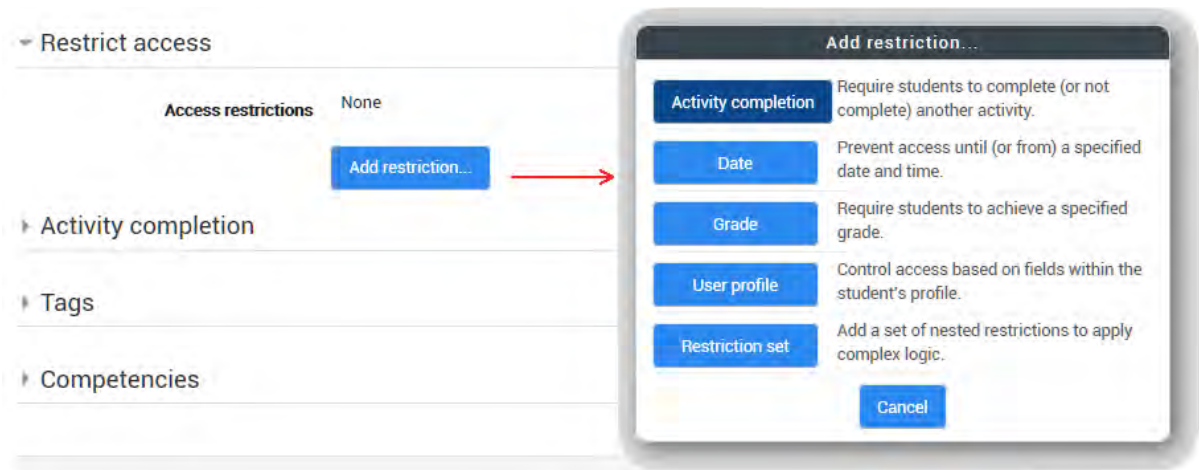 Restrict access
Access restrictions None
Add restriction...
Activity completion
Tags
Competencies
Add restriction...
Activity completion
Require students to complete (or not
complete) another activity.
Date
Prevent access until (or from) a specified
date and time.
Grade
Require students to achieve a specified
grade.
User profile
Control access based on fields within the
student's profile.
Restriction set
Add a set of nested restrictions to apply
complex logic.
Cancel